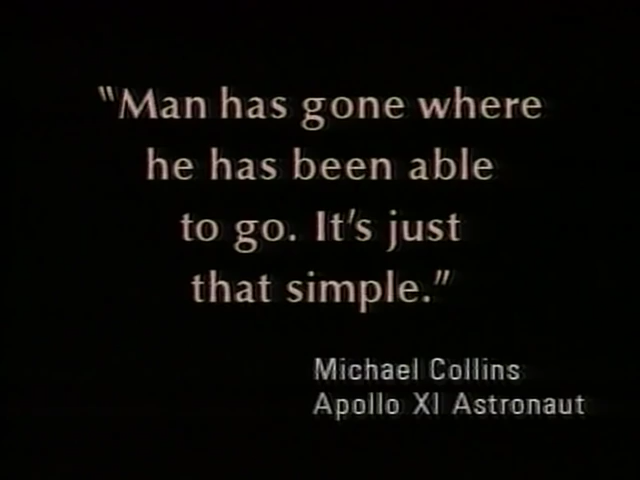 "Man has gone where
he has been able
to go. It's just
that simple."
Michael Collins
Apollo XI Astronaut